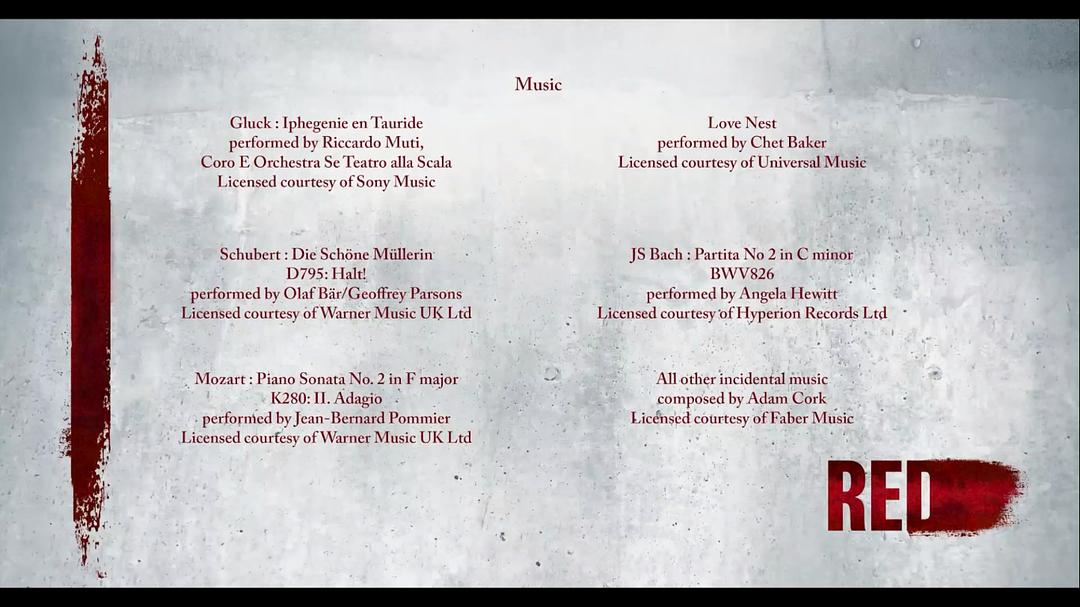 Music
Gluck : Iphegenie en Tauride
performed by Riccardo Muti,
Coro E Orchestra Se Teatro alla Scala
Licensed courtesy of Sony Music
Love Nest
performed by Chet Baker
Licensed courtesy of Universal Music
Schubert : Die Schöne Müllerin
D795: Halt!
performed by Olaf Bär/Geoffrey Parsons
Licensed courtesy of Warner Music UK Ltd
JS Bach : Partita No 2 in C minor
BWV826
performed by Angela Hewitt
Licensed courtesy of Hyperion Records Ltd
Mozart : Piano Sonata No. 2 in F major
K280: II. Adagio
performed by Jean-Bernard Pommier
Licensed courtesy of Warner Music UK Ltd
All other incidental music
composed by Adam Cork
Licensed courtesy of Faber Music
RED